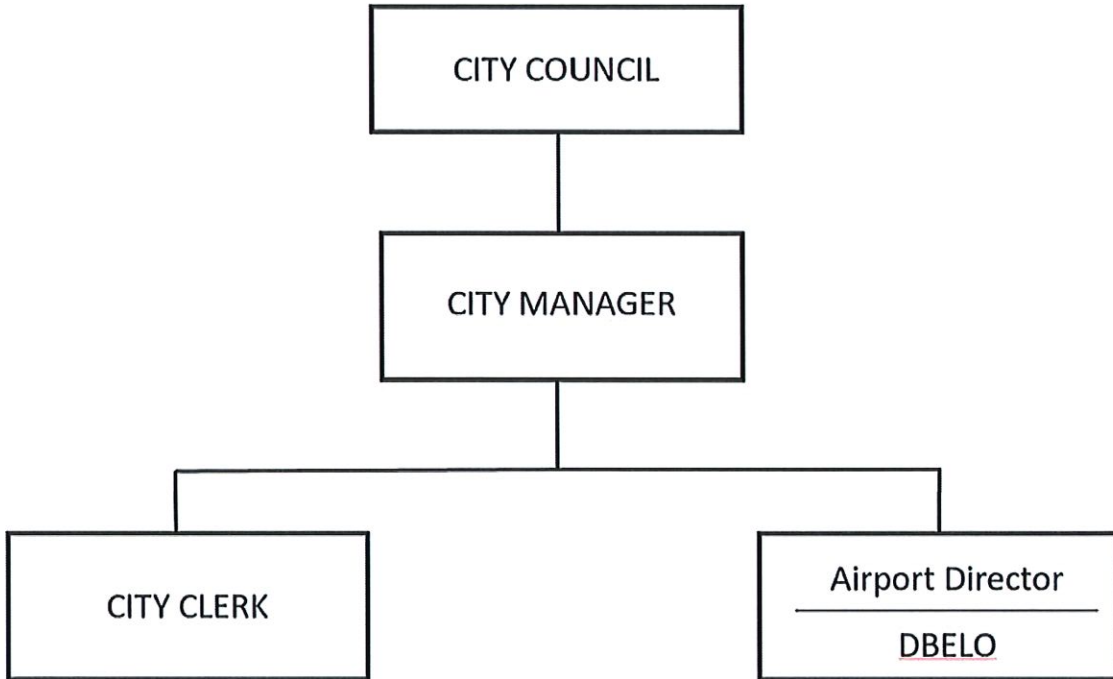 CITY COUNCIL
CITY MANAGER
CITY CLERK
Airport Director
DBELO